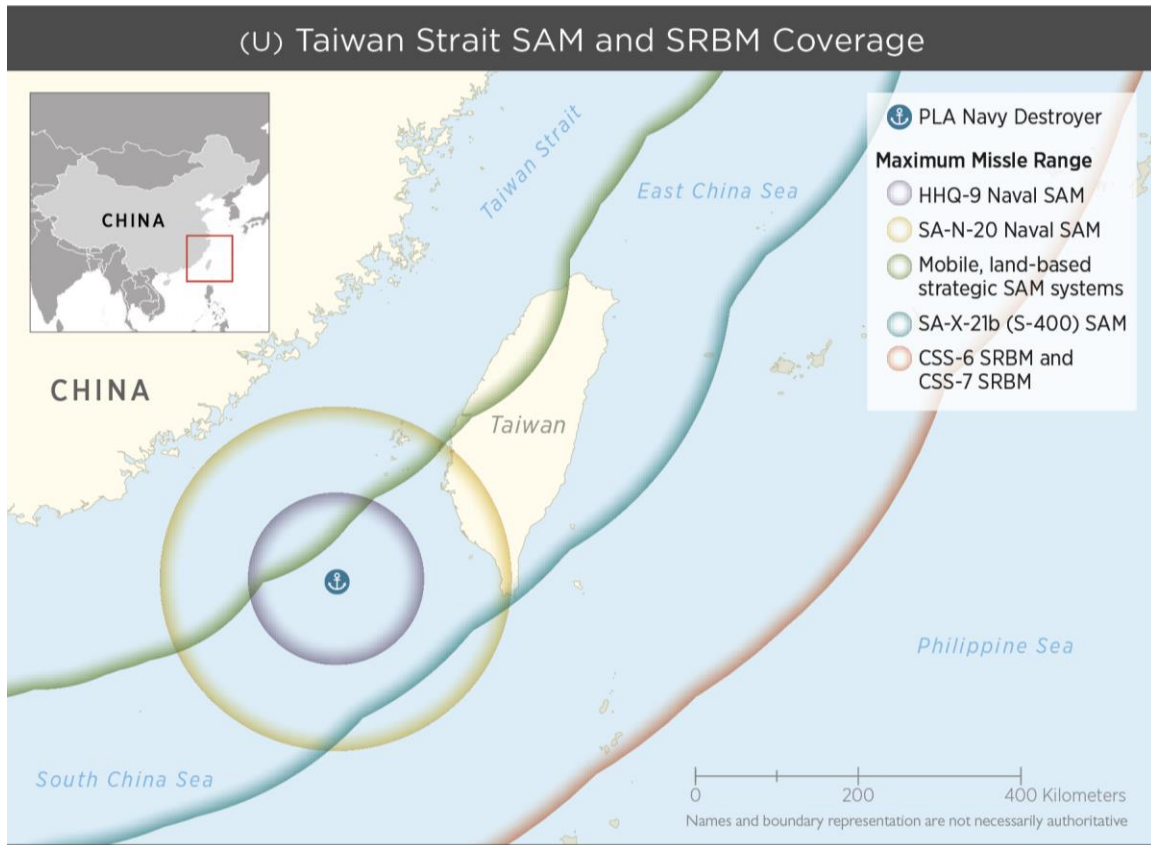 (U) Taiwan Strait SAM and SRBM Coverage
CHINA
Taiwan Strait
East China Sea
PLA Navy Destroyer
Maximum Missle Range
HHQ-9 Naval SAM
SA-N-20 Naval SAM
Mobile, land-based
strategic SAM systems
SA-X-21b (S-400) SAM
CSS-6 SRBM and
CSS-7 SRBM
CHINA
Taiwan
Philippine Sea
South China Sea
0 200 400 Kilometers
Names and boundary representation are not necessarily authoritative